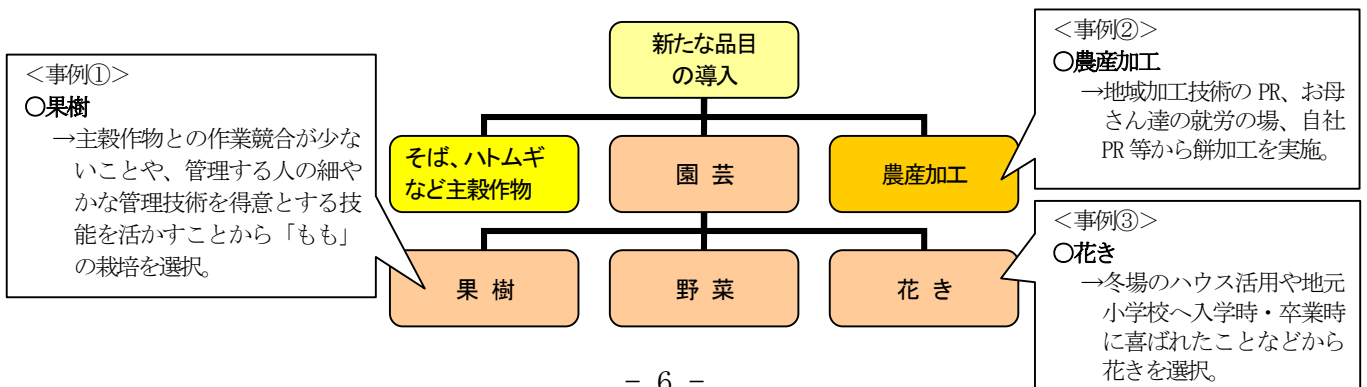 新たな品目
の導入
<事例①>
○果樹
→主穀作物との作業競合が少な
いことや、管理する人の細や
かな管理技術を得意とする技
能を活かすことから「もも」
の栽培を選択。
<事例②>
○農産加工
→地域加工技術の PR、お母
さん達の就労の場、自社
PR 等から餅加工を実施。
そば、ハトムギ
など主穀作物
園 芸
農産加工
<事例③>
○花き
→冬場のハウス活用や地元
小学校へ入学時・卒業時
に喜ばれたことなどから
花きを選択。
果 樹
野 菜
花 き
- 6 -